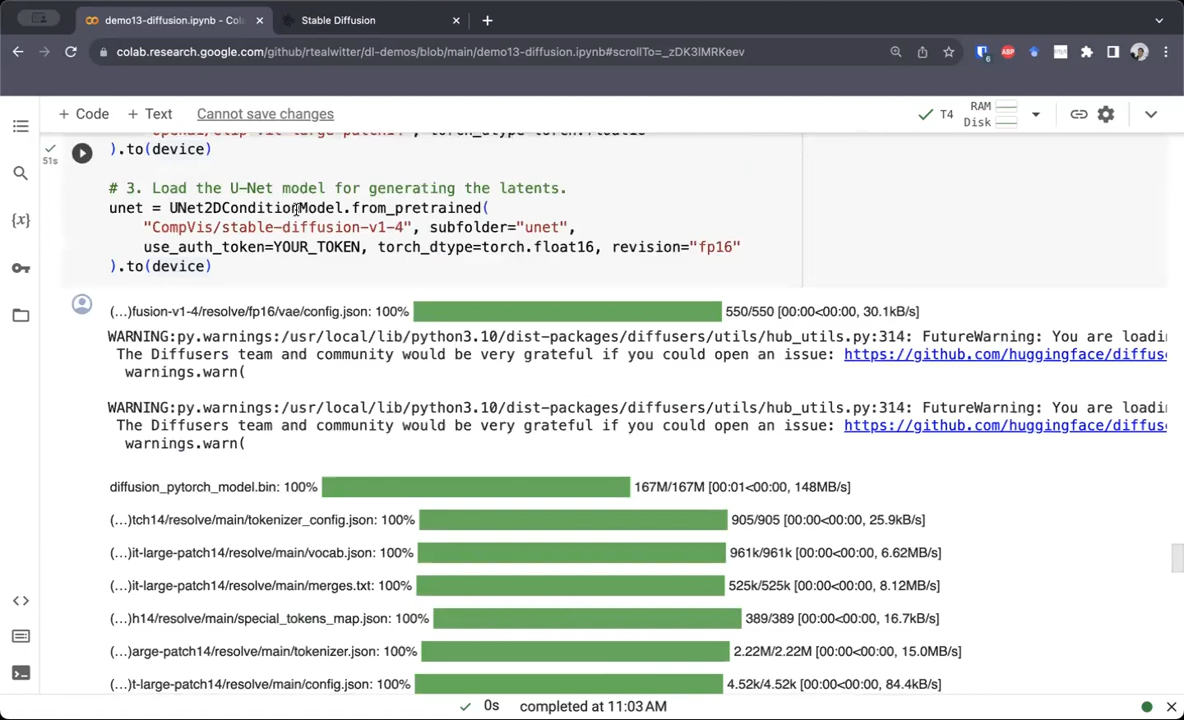 demo13-diffusion.ipynb - Cola
Stable Diffusion
colab.research.google.com/github/rtealwitter/dl-demos/blob/main/demo13-diffusion.ipynb#scrollTo=_zDK3lMRKeev
+ Code + Text Cannot save changes
T4 RAM Disk
51s
).to(device)
# 3. Load the U-Net model for generating the latents.
unet = UNet2DConditionModel.from_pretrained(
"CompVis/stable-diffusion-v1-4", subfolder="unet",
use_auth_token=YOUR_TOKEN, torch_dtype=torch.float16, revision="fp16"
).to(device)
(...)fusion-v1-4/resolve/fp16/vae/config.json: 100% 550/550 [00:00<00:00, 30.1kB/s]
WARNING:py.warnings:/usr/local/lib/python3.10/dist-packages/diffusers/utils/hub_utils.py:314: FutureWarning: You are loadi
The Diffusers team and community would be very grateful if you could open an issue: https://github.com/huggingface/diffuse
warnings.warn(
WARNING:py.warnings:/usr/local/lib/python3.10/dist-packages/diffusers/utils/hub_utils.py:314: FutureWarning: You are loadi
The Diffusers team and community would be very grateful if you could open an issue: https://github.com/huggingface/diffuse
warnings.warn(
diffusion_pytorch_model.bin: 100% 167M/167M [00:01<00:00, 148MB/s]
(...)tch14/resolve/main/tokenizer_config.json: 100% 905/905 [00:00<00:00, 25.9kB/s]
(...)it-large-patch14/resolve/main/vocab.json: 100% 961k/961k [00:00<00:00, 6.62MB/s]
(...)it-large-patch14/resolve/main/merges.txt: 100% 525k/525k [00:00<00:00, 8.12MB/s]
(...)h14/resolve/main/special_tokens_map.json: 100% 389/389 [00:00<00:00, 16.7kB/s]
(...)arge-patch14/resolve/main/tokenizer.json: 100% 2.22M/2.22M [00:00<00:00, 15.0MB/s]
(...)t-large-patch14/resolve/main/config.json: 100% 4.52k/4.52k [00:00<00:00, 84.4kB/s]
0s completed at 11:03 AM